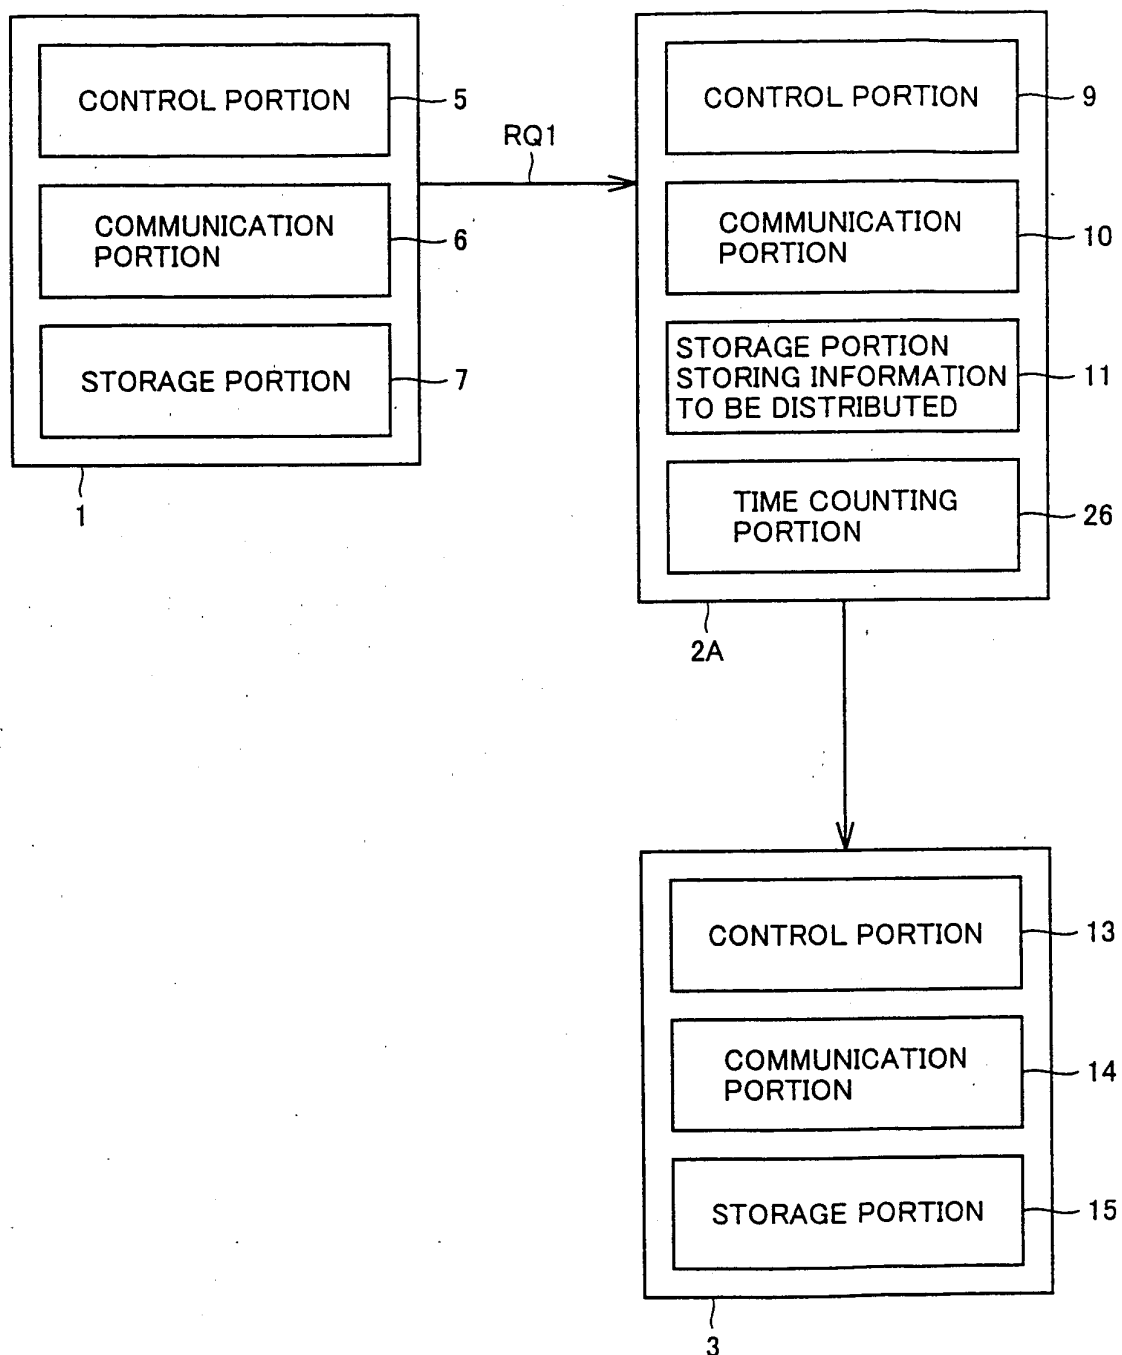 CONTROL PORTION
5
COMMUNICATION
PORTION
6
STORAGE PORTION
7
1
RQ1
CONTROL PORTION
9
COMMUNICATION
PORTION
10
STORAGE PORTION
STORING INFORMATION
TO BE DISTRIBUTED
11
TIME COUNTING
PORTION
26
2A
CONTROL PORTION
13
COMMUNICATION
PORTION
14
STORAGE PORTION
15
3